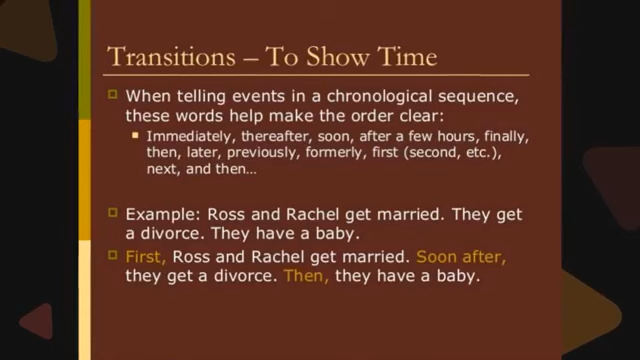 Transitions – To Show Time
When telling events in a chronological sequence,
these words help make the order clear:
Immediately, thereafter, soon, after a few hours, finally,
then, later, previously, formerly, first (second, etc.),
next, and then…
Example: Ross and Rachel get married. They get
a divorce. They have a baby.
First, Ross and Rachel get married. Soon after,
they get a divorce. Then, they have a baby.